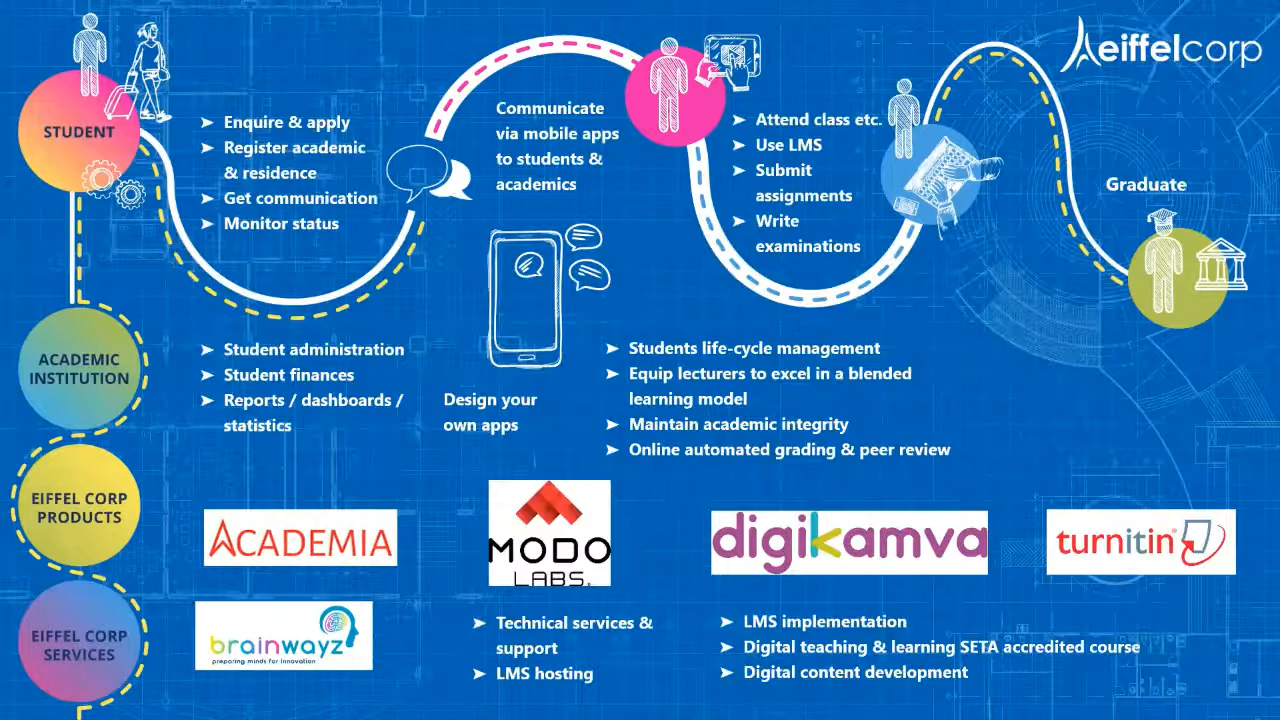 eiffelcorp
STUDENT
➤ Enquire & apply
➤ Register academic
& residence
➤ Get communication
➤ Monitor status
Communicate
via mobile apps
to students &
academics
➤ Attend class etc.
➤ Use LMS
➤ Submit
assignments
➤ Write
examinations
Graduate
ACADEMIC
INSTITUTION
➤ Student administration
➤ Student finances
➤ Reports / dashboards /
statistics
Design your
own apps
➤ Students life-cycle management
➤ Equip lecturers to excel in a blended
learning model
➤ Maintain academic integrity
➤ Online automated grading & peer review
EIFFEL CORP
PRODUCTS
ACADEMIA
MODO
LABS.
digikamva
turnitin®
EIFFEL CORP
SERVICES
brainwayz
preparing minds for innovation
➤ Technical services &
support
➤ LMS hosting
➤ LMS implementation
➤ Digital teaching & learning SETA accredited course
➤ Digital content development